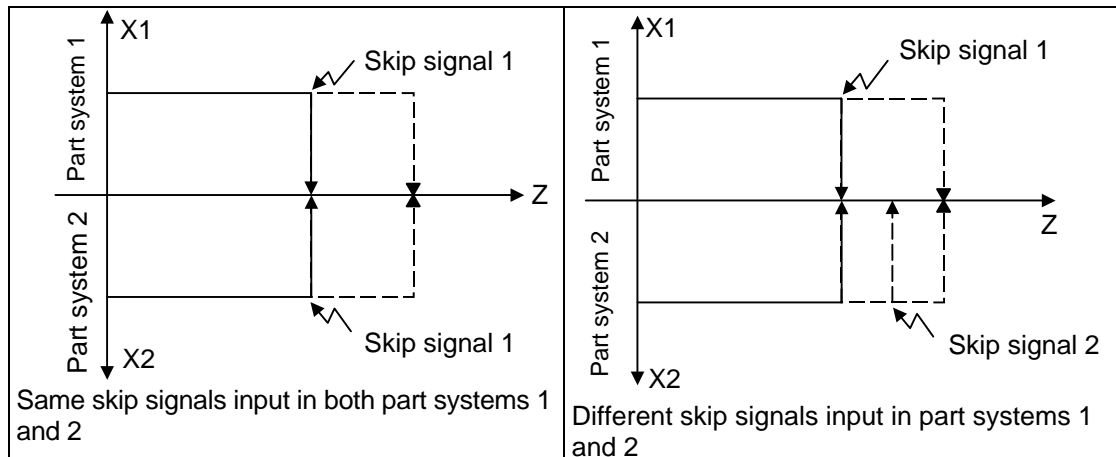 X1
Part system 1
Skip signal 1
Z
Part system 2
Skip signal 1
X2
Same skip signals input in both part systems 1
and 2
X1
Part system 1
Skip signal 1
Z
Part system 2
Skip signal 2
X2
Different skip signals input in part systems 1
and 2